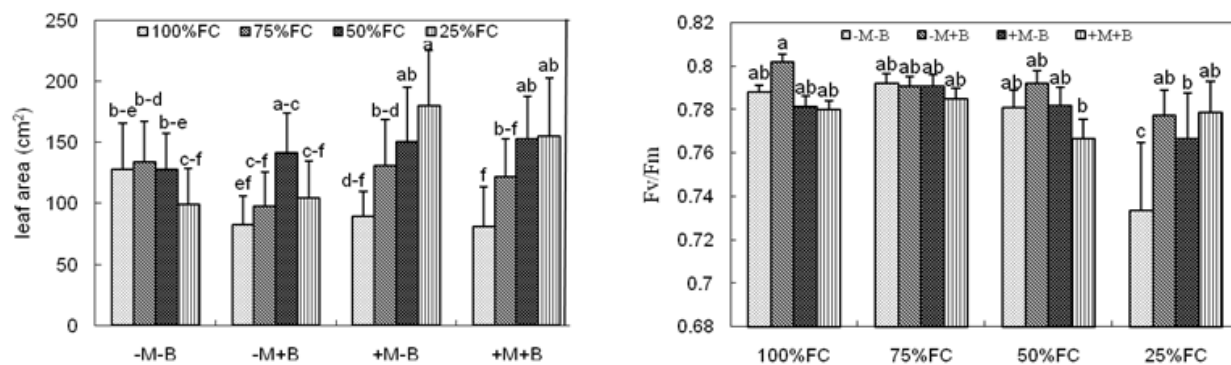 250
200
150
100
50
0
leaf area (cm²)
100%FC 75%FC 50%FC 25%FC
b-e b-d b-e c-f
ef c-f a-c c-f
d-f b-d ab a
f b-f ab ab
-M-B -M+B +M-B +M+B
0.82
0.8
0.78
0.76
0.74
0.72
0.7
0.68
Fv/Fm
-M-B -M+B +M-B +M+B
ab a ab ab
ab ab ab ab
ab ab ab b
c ab b ab
100%FC 75%FC 50%FC 25%FC